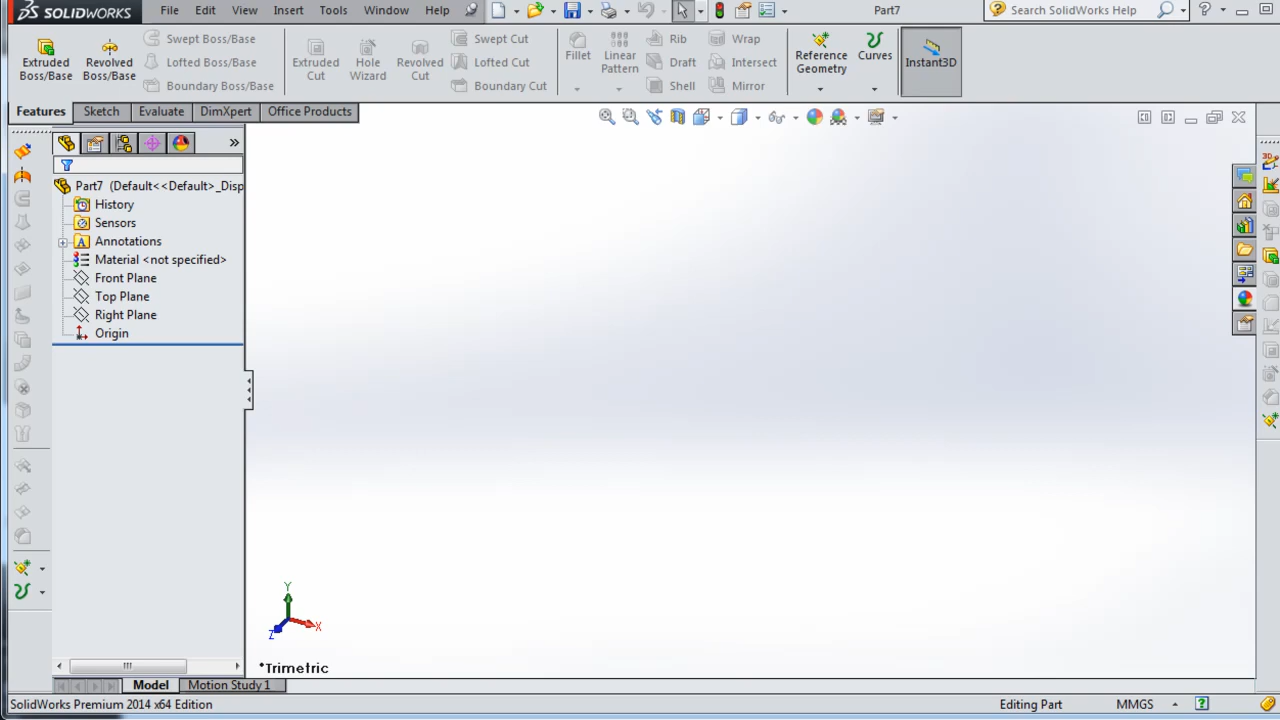 SOLIDWORKS File Edit View Insert Tools Window Help Part7 Search SolidWorks Help
Extruded Boss/Base
Revolved Boss/Base
Swept Boss/Base
Lofted Boss/Base
Boundary Boss/Base
Extruded Cut
Hole Wizard
Revolved Cut
Swept Cut
Lofted Cut
Boundary Cut
Fillet
Linear Pattern
Rib
Draft
Shell
Wrap
Intersect
Mirror
Reference Geometry
Curves
Instant3D
Features Sketch Evaluate DimXpert Office Products
Part7 (Default<<Default>_Disp
History
Sensors
Annotations
Material <not specified>
Front Plane
Top Plane
Right Plane
Origin
3D
Y
X
Z
*Trimetric
Model Motion Study 1
SolidWorks Premium 2014 x64 Edition Editing Part MMGS